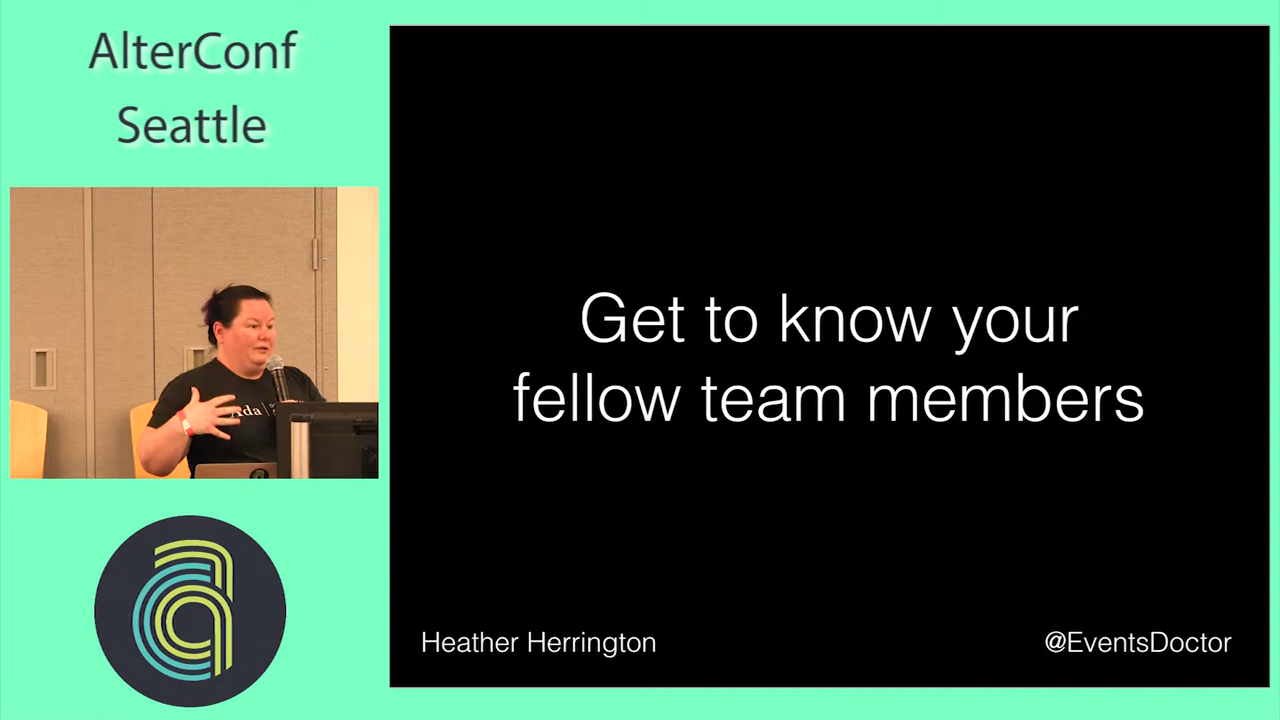 AlterConf
Seattle
Get to know your
fellow team members
Heather Herrington
@EventsDoctor